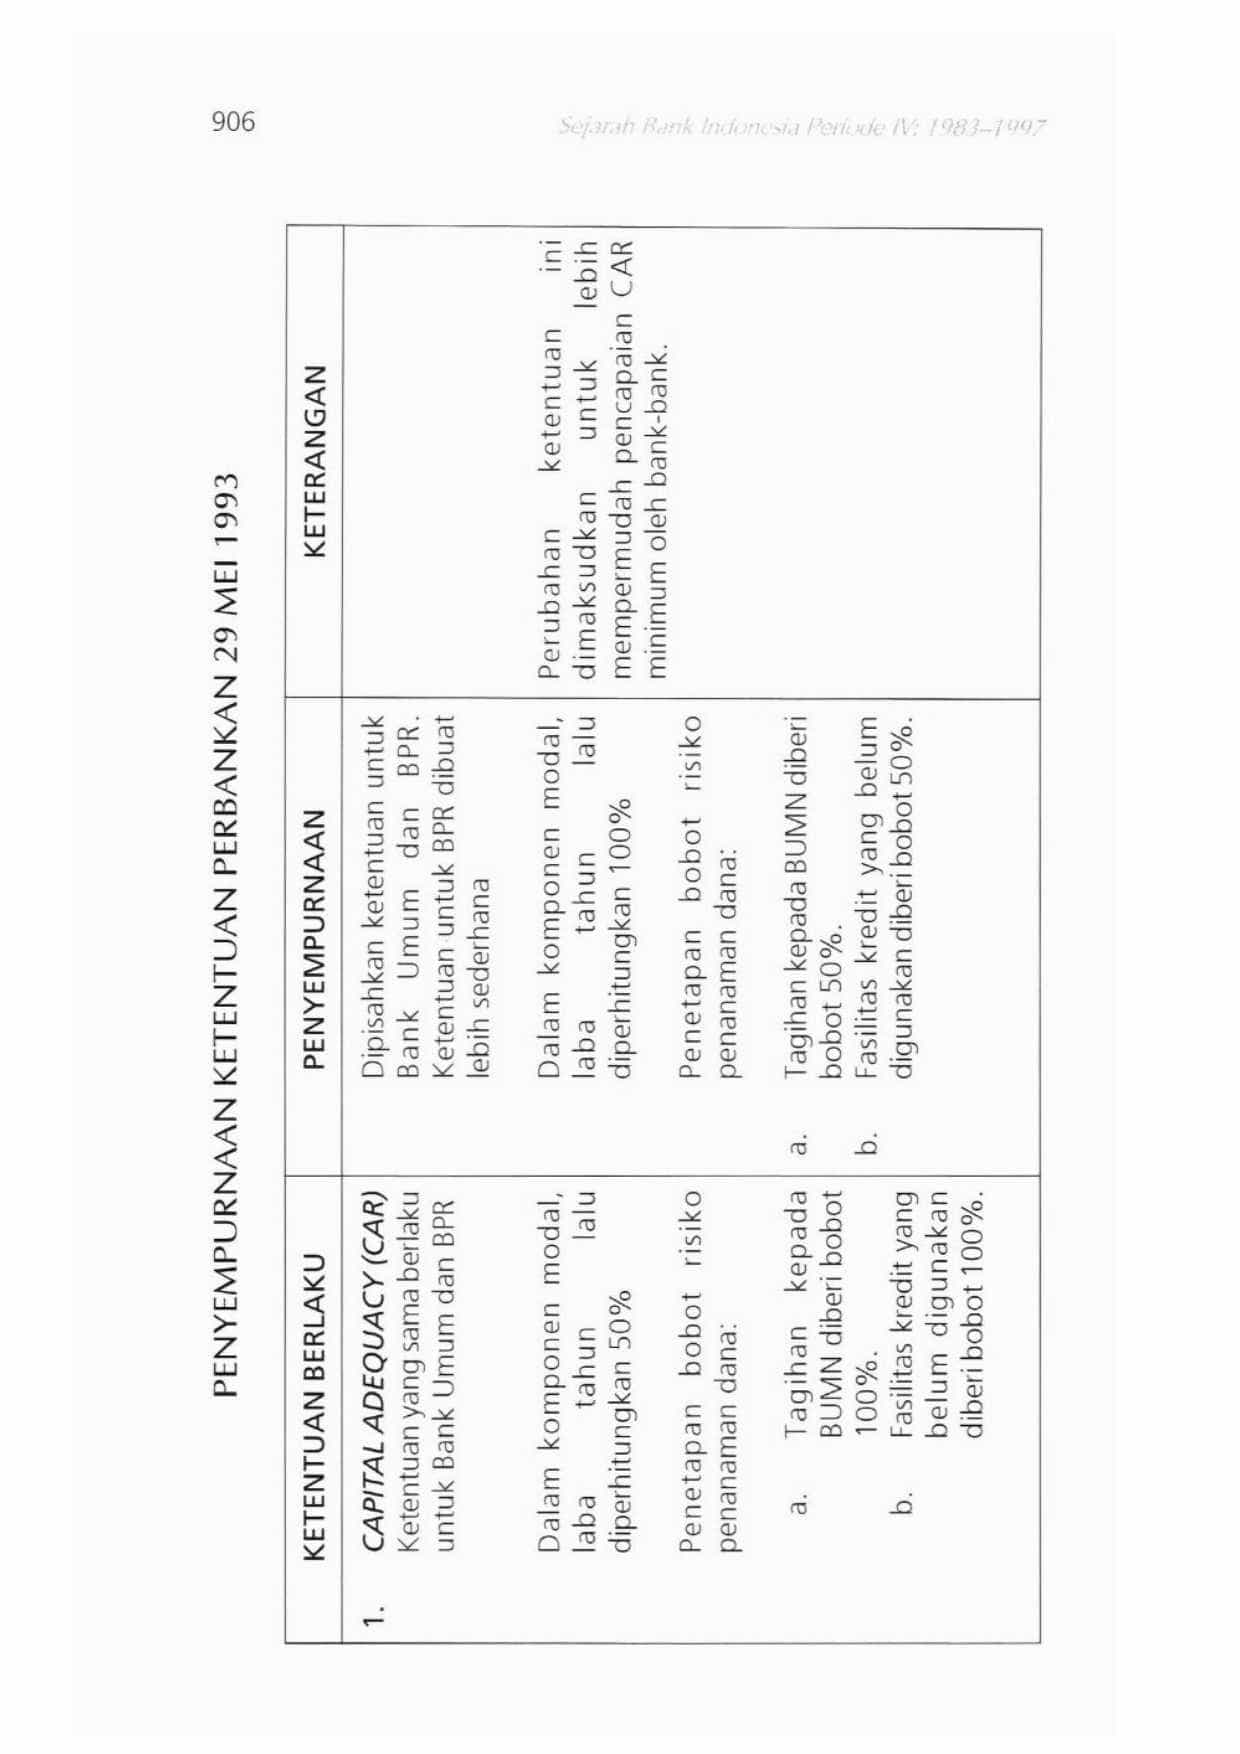 906
Sejarah Bank Indonesia Periode IV: 1983–1997
PENYEMPURNAAN KETENTUAN PERBANKAN 29 MEI 1993
KETENTUAN BERLAKU
1. CAPITAL ADEQUACY (CAR)
Ketentuan yang sama berlaku
untuk Bank Umum dan BPR
Dalam komponen modal,
laba tahun lalu
diperhitungkan 50%
Penetapan bobot risiko
penanaman dana:
a. Tagihan kepada
BUMN diberi bobot
100%.
b. Fasilitas kredit yang
belum digunakan
diberi bobot 100%.
PENYEMPURNAAN
Dipisahkan ketentuan untuk
Bank Umum dan BPR.
Ketentuan untuk BPR dibuat
lebih sederhana
Dalam komponen modal,
laba tahun lalu
diperhitungkan 100%
Penetapan bobot risiko
penanaman dana:
a. Tagihan kepada BUMN diberi
bobot 50%.
b. Fasilitas kredit yang belum
digunakan diberi bobot 50%.
KETERANGAN
Perubahan ketentuan ini
dimaksudkan untuk lebih
mempermudah pencapaian CAR
minimum oleh bank-bank.